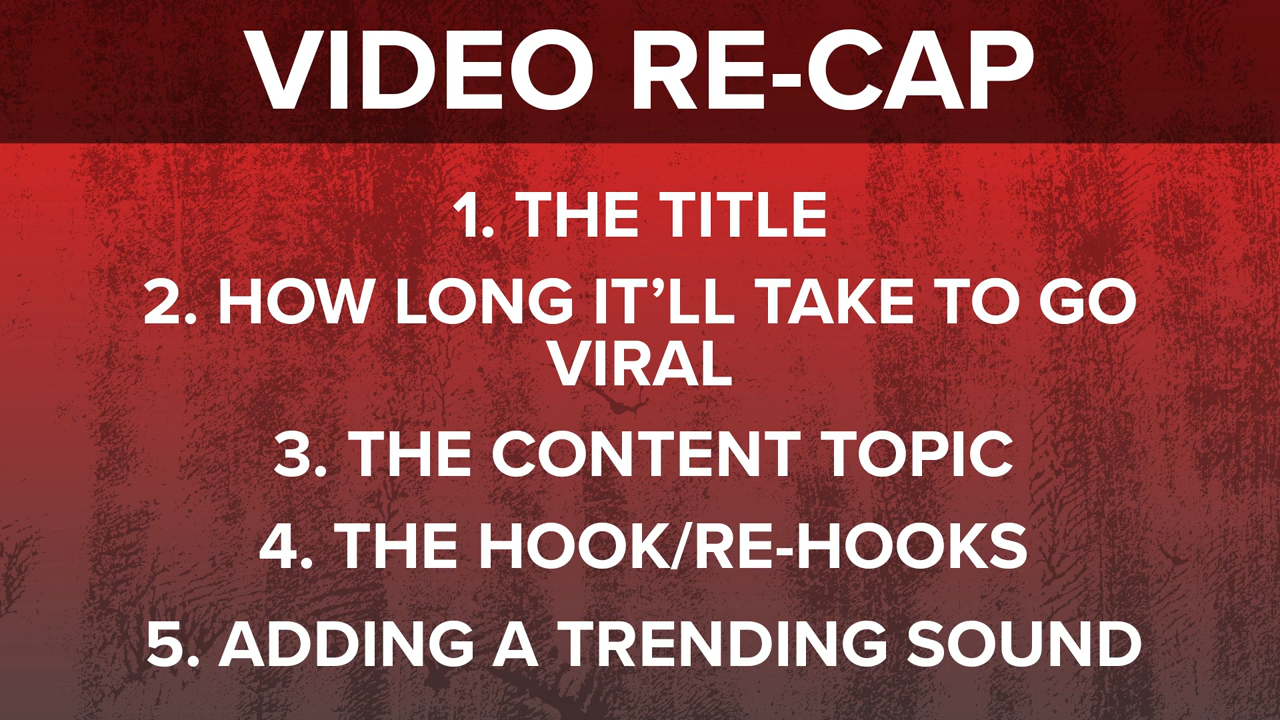 VIDEO RE-CAP
1. THE TITLE
2. HOW LONG IT’LL TAKE TO GO
VIRAL
3. THE CONTENT TOPIC
4. THE HOOK/RE-HOOKS
5. ADDING A TRENDING SOUND